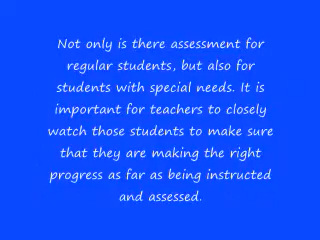 Not only is there assessment for
regular students, but also for
students with special needs. It is
important for teachers to closely
watch those students to make sure
that they are making the right
progress as far as being instructed
and assessed.